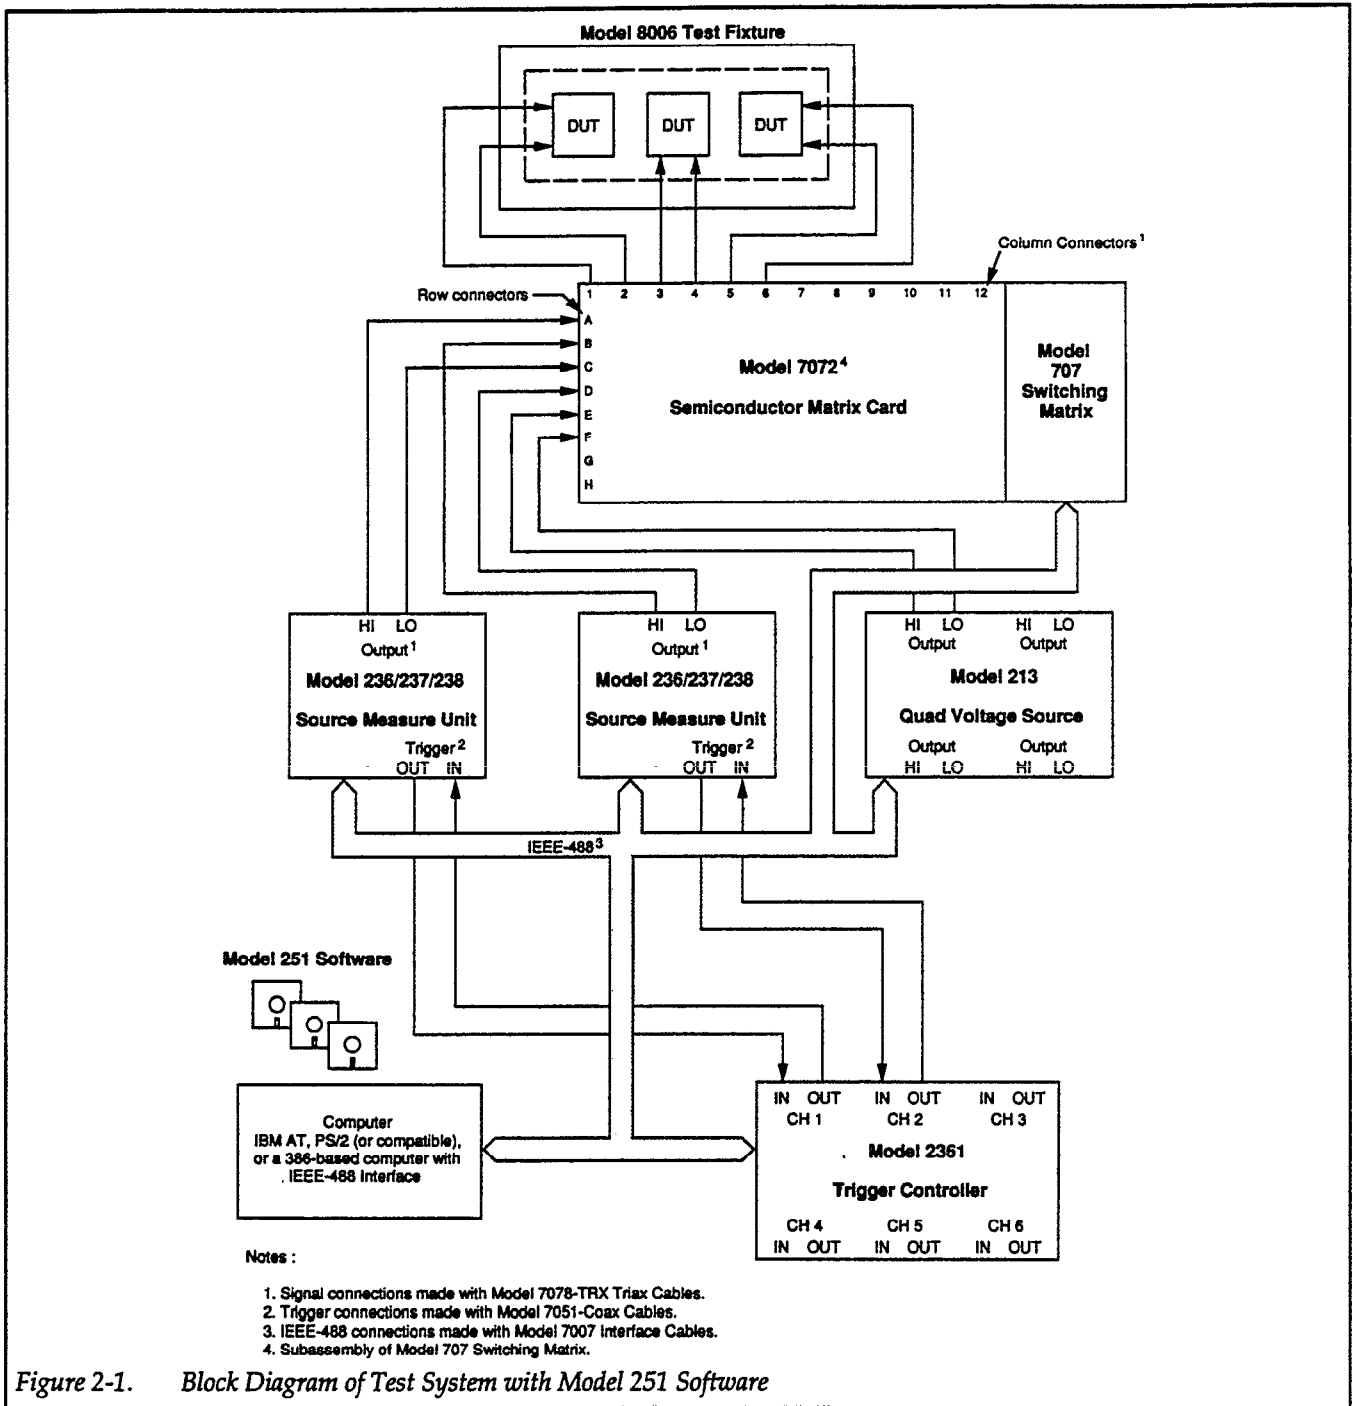 Model 8006 Test Fixture
DUT DUT DUT
Column Connectors 1
Row connectors
1 2 3 4 5 6 7 8 9 10 11 12
A
B
C
D
E
F
G
H
Model 7072 4
Semiconductor Matrix Card
Model
707
Switching
Matrix
HI LO
Output 1
Model 236/237/238
Source Measure Unit
Trigger 2
OUT IN
HI LO
Output 1
Model 236/237/238
Source Measure Unit
Trigger 2
OUT IN
HI LO HI LO
Output Output
Model 213
Quad Voltage Source
Output Output
HI LO HI LO
IEEE-488 3
Model 251 Software
Computer
IBM AT, PS/2 (or compatible),
or a 386-based computer with
. IEEE-488 Interface
IN OUT IN OUT IN OUT
CH 1 CH 2 CH 3
. Model 2361
Trigger Controller
CH 4 CH 5 CH 6
IN OUT IN OUT IN OUT
Notes :
1. Signal connections made with Model 7078-TRX Triax Cables.
2. Trigger connections made with Model 7051-Coax Cables.
3. IEEE-488 connections made with Model 7007 Interface Cables.
4. Subassembly of Model 707 Switching Matrix.
Figure 2-1. Block Diagram of Test System with Model 251 Software